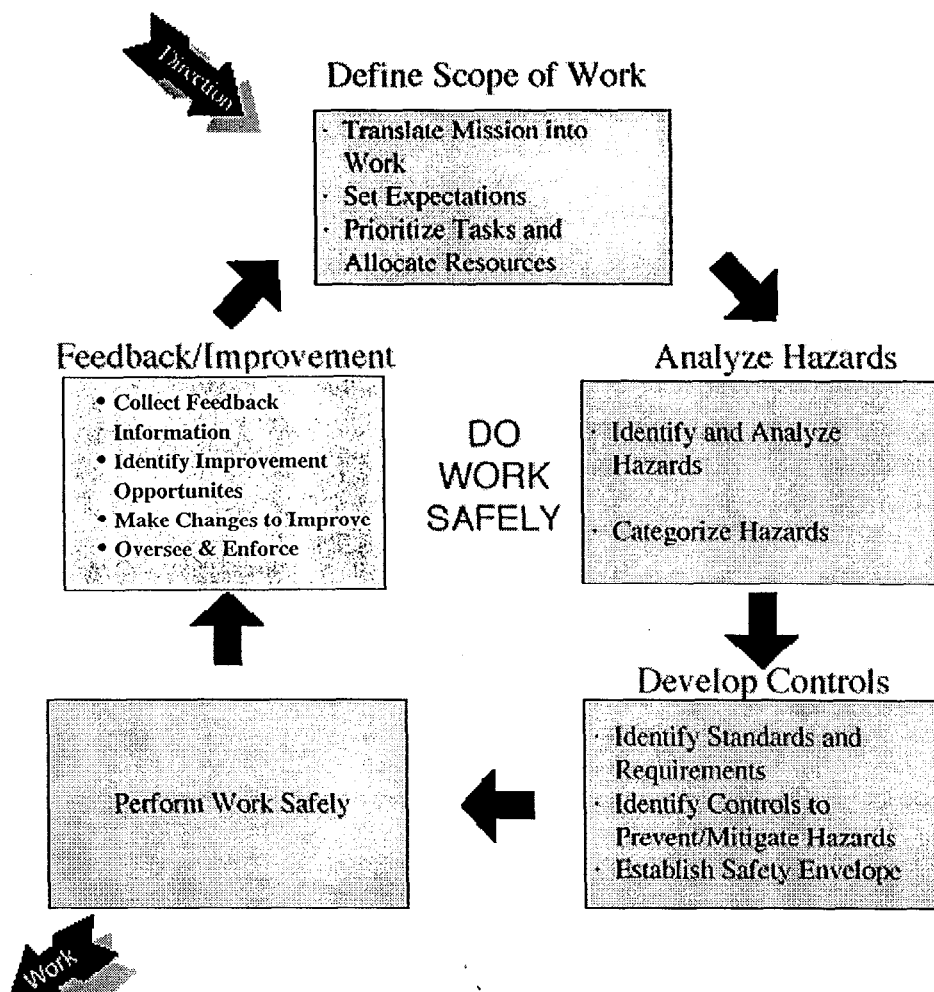 Direction
Define Scope of Work
· Translate Mission into
Work
· Set Expectations
· Prioritize Tasks and
Allocate Resources
Feedback/Improvement
• Collect Feedback
Information
• Identify Improvement
Opportunites
• Make Changes to Improve
• Oversee & Enforce
DO
WORK
SAFELY
Analyze Hazards
· Identify and Analyze
Hazards
· Categorize Hazards
Develop Controls
· Identify Standards and
Requirements
· Identify Controls to
Prevent/Mitigate Hazards
· Establish Safety Envelope
Perform Work Safely
Work